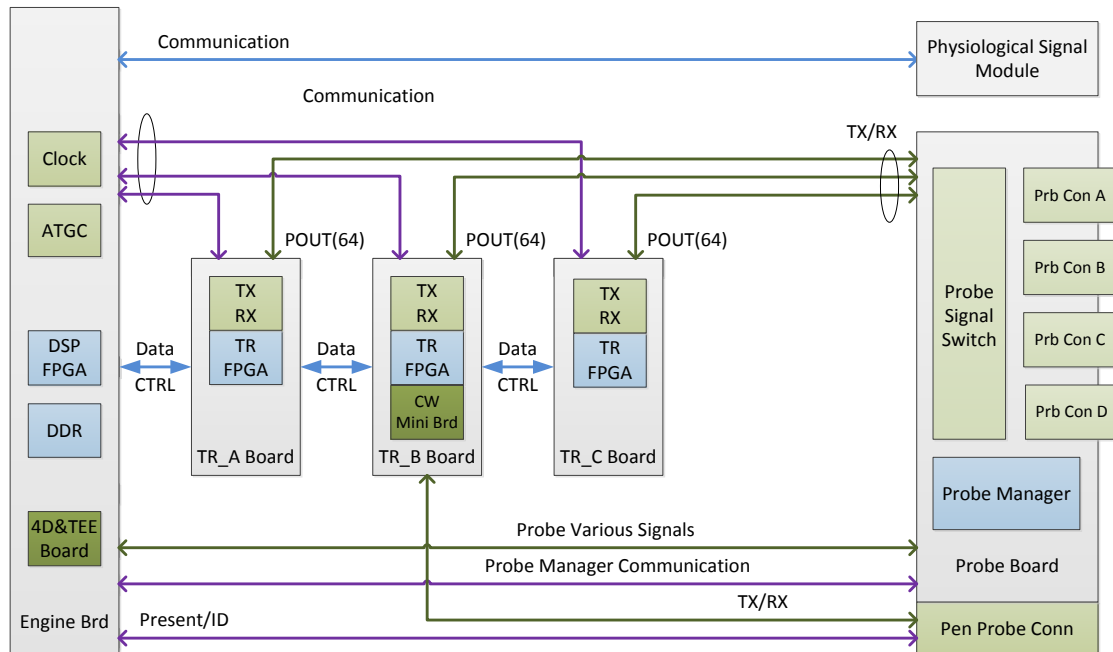 Communication
Physiological Signal
Module
Communication
TX/RX
Clock
ATGC
Prb Con A
Prb Con B
Prb Con C
Prb Con D
Probe
Signal
Switch
POUT(64)
POUT(64)
POUT(64)
TX
RX
TR
FPGA
TR_A Board
TX
RX
TR
FPGA
CW
Mini Brd
TR_B Board
TX
RX
TR
FPGA
TR_C Board
DSP
FPGA
Data
CTRL
Data
CTRL
Data
CTRL
DDR
Probe Manager
4D&TEE
Board
Probe Various Signals
Probe Manager Communication
Probe Board
TX/RX
Engine Brd
Present/ID
Pen Probe Conn